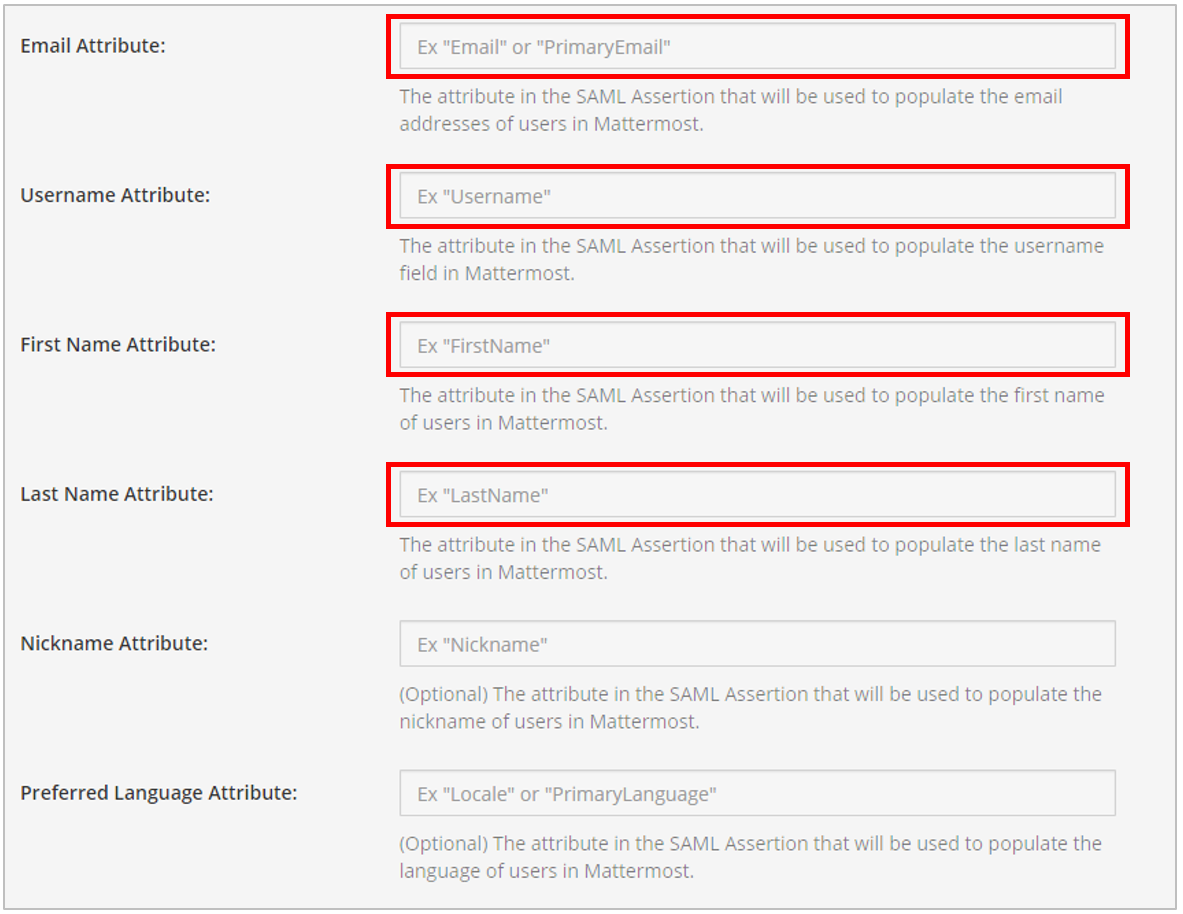 Email Attribute:
Ex "Email" or "PrimaryEmail"
The attribute in the SAML Assertion that will be used to populate the email
addresses of users in Mattermost.
Username Attribute:
Ex "Username"
The attribute in the SAML Assertion that will be used to populate the username
field in Mattermost.
First Name Attribute:
Ex "FirstName"
The attribute in the SAML Assertion that will be used to populate the first name
of users in Mattermost.
Last Name Attribute:
Ex "LastName"
The attribute in the SAML Assertion that will be used to populate the last name
of users in Mattermost.
Nickname Attribute:
Ex "Nickname"
(Optional) The attribute in the SAML Assertion that will be used to populate the
nickname of users in Mattermost.
Preferred Language Attribute:
Ex "Locale" or "PrimaryLanguage"
(Optional) The attribute in the SAML Assertion that will be used to populate the
language of users in Mattermost.